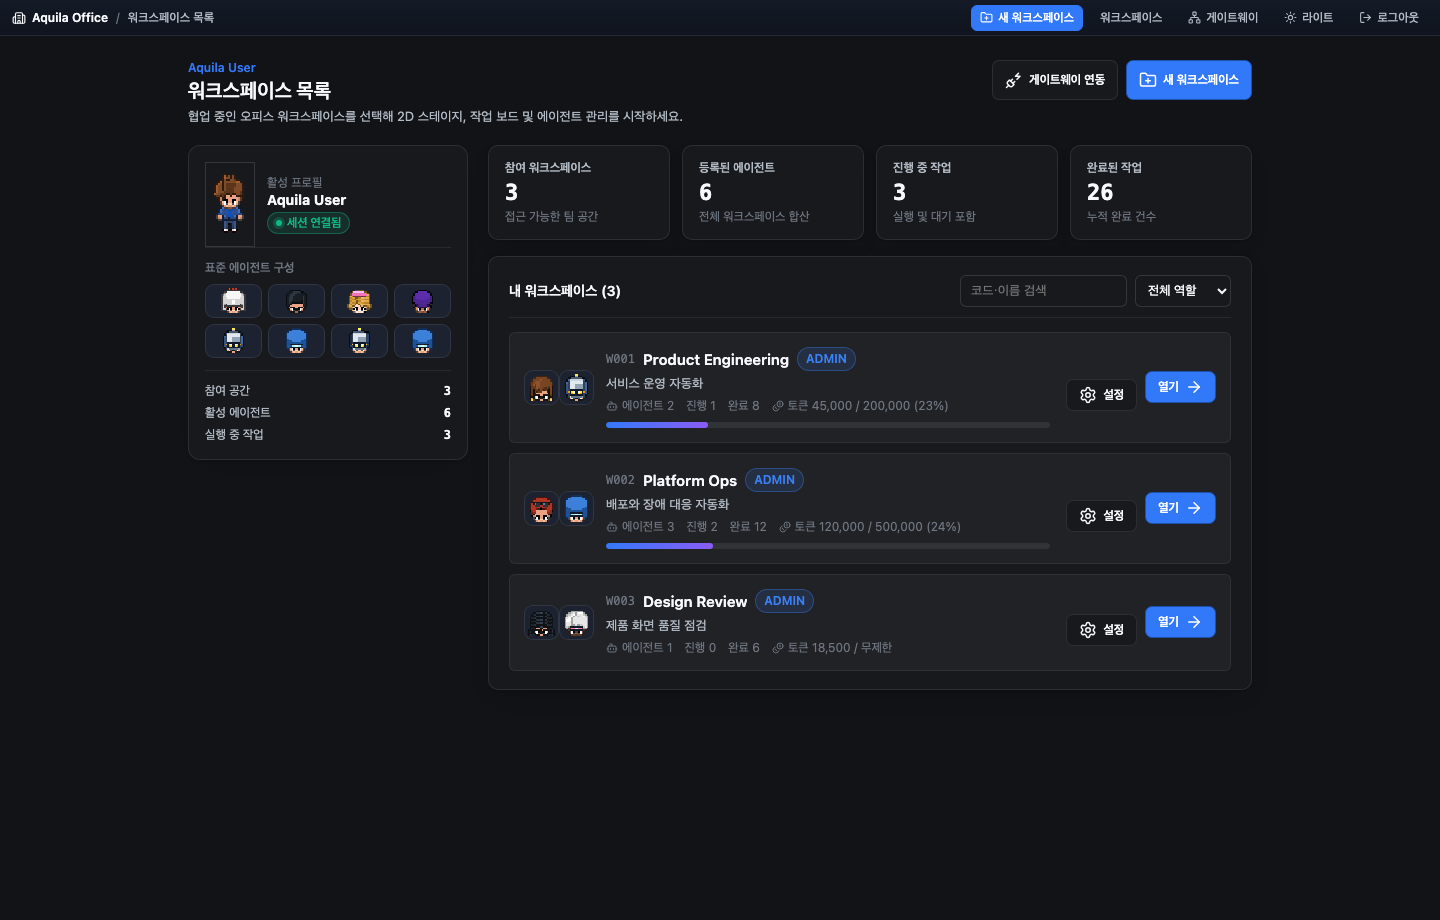 Aquila Office / 워크스페이스 목록
새 워크스페이스
워크스페이스
게이트웨이
라이트
로그아웃
Aquila User
워크스페이스 목록
협업 중인 오피스 워크스페이스를 선택해 2D 스테이지, 작업 보드 및 에이전트 관리를 시작하세요.
게이트웨이 연동
새 워크스페이스
활성 프로필
Aquila User
세션 연결됨
표준 에이전트 구성
참여 공간 3
활성 에이전트 6
실행 중 작업 3
참여 워크스페이스
3
접근 가능한 팀 공간
등록된 에이전트
6
전체 워크스페이스 합산
진행 중 작업
3
실행 및 대기 포함
완료된 작업
26
누적 완료 건수
내 워크스페이스 (3)
코드·이름 검색
전체 역할
W001 Product Engineering ADMIN
서비스 운영 자동화
에이전트 2 진행 1 완료 8 토큰 45,000 / 200,000 (23%)
설정
열기
W002 Platform Ops ADMIN
배포와 장애 대응 자동화
에이전트 3 진행 2 완료 12 토큰 120,000 / 500,000 (24%)
설정
열기
W003 Design Review ADMIN
제품 화면 품질 점검
에이전트 1 진행 0 완료 6 토큰 18,500 / 무제한
설정
열기